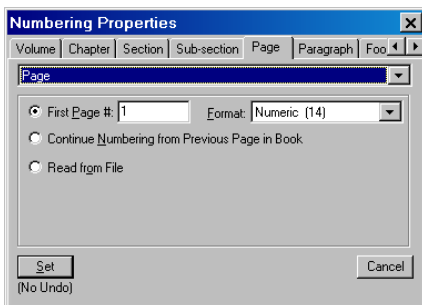 Numbering Properties
Volume Chapter Section Sub-section Page Paragraph Foo
Page
First Page #: 1 Format: Numeric (14)
Continue Numbering from Previous Page in Book
Read from File
Set Cancel
(No Undo)